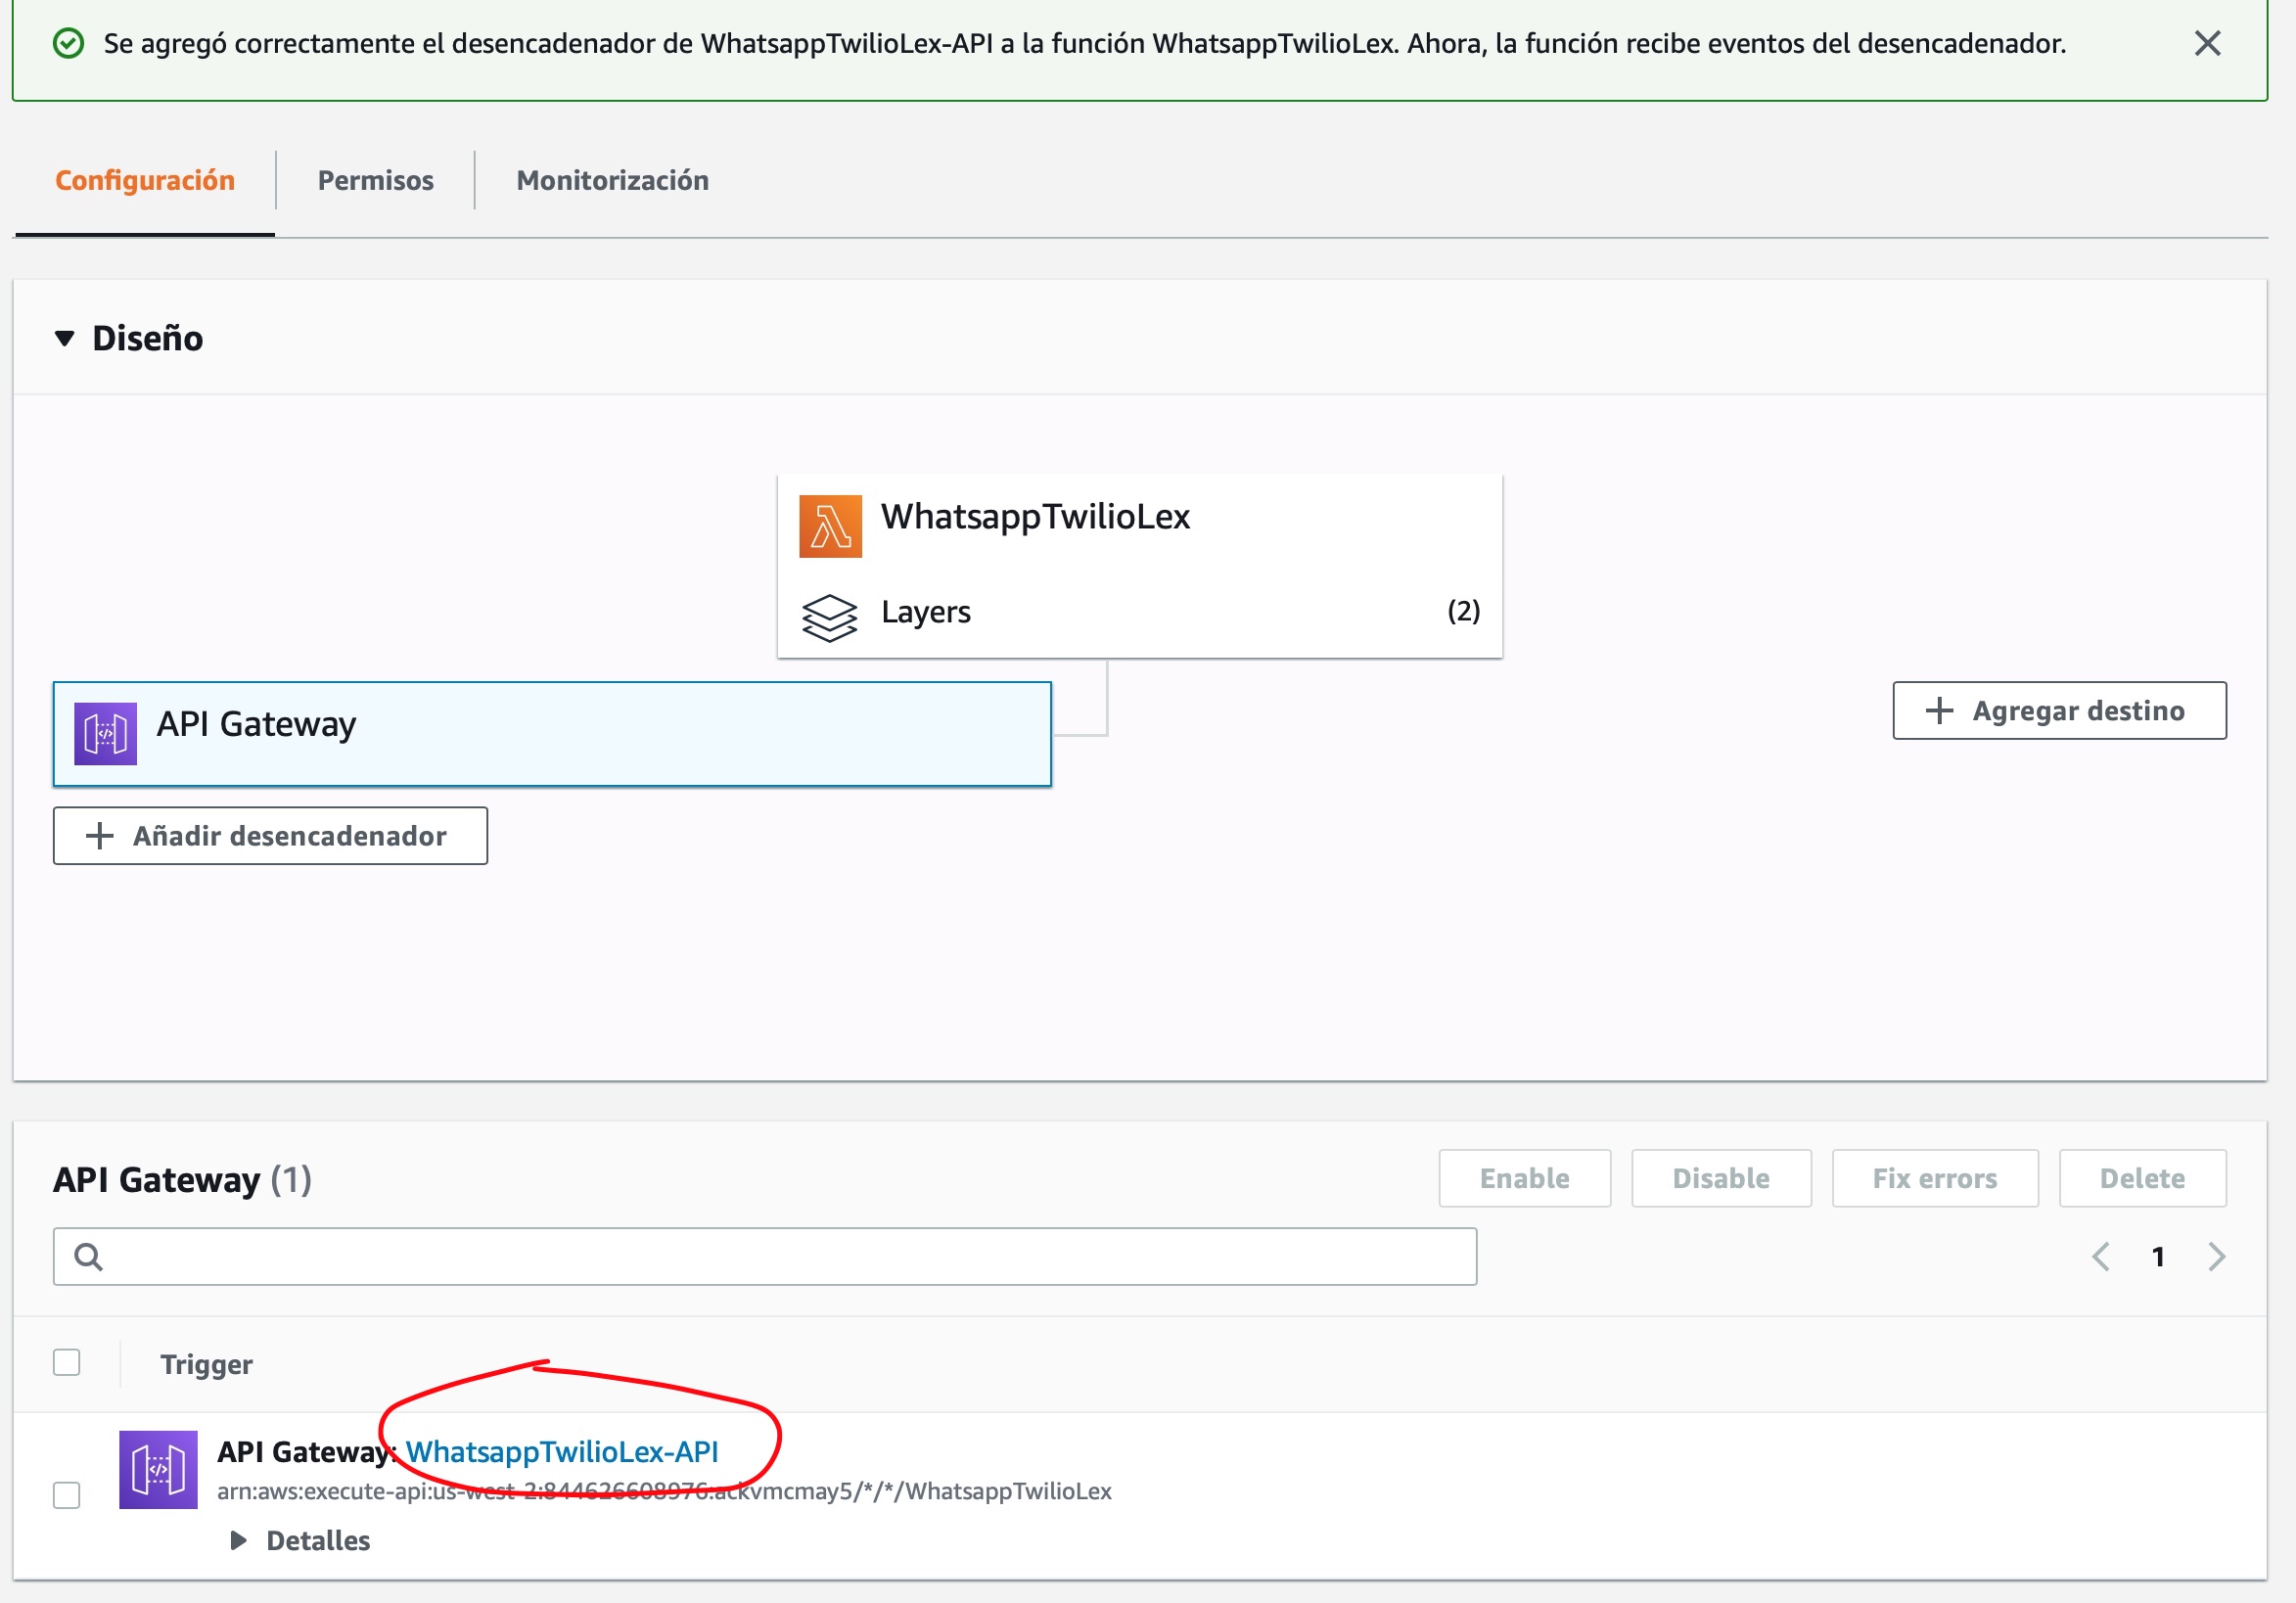 Se agregó correctamente el desencadenador de WhatsappTwilioLex-API a la función WhatsappTwilioLex. Ahora, la función recibe eventos del desencadenador.
Configuración
Permisos
Monitorización
Diseño
WhatsappTwilioLex
Layers (2)
API Gateway
Agregar destino
Añadir desencadenador
API Gateway (1)
Enable
Disable
Fix errors
Delete
1
Trigger
API Gateway: WhatsappTwilioLex-API
arn:aws:execute-api:us-west-2:844626608976:ackvmcmay5/*/*/WhatsappTwilioLex
Detalles